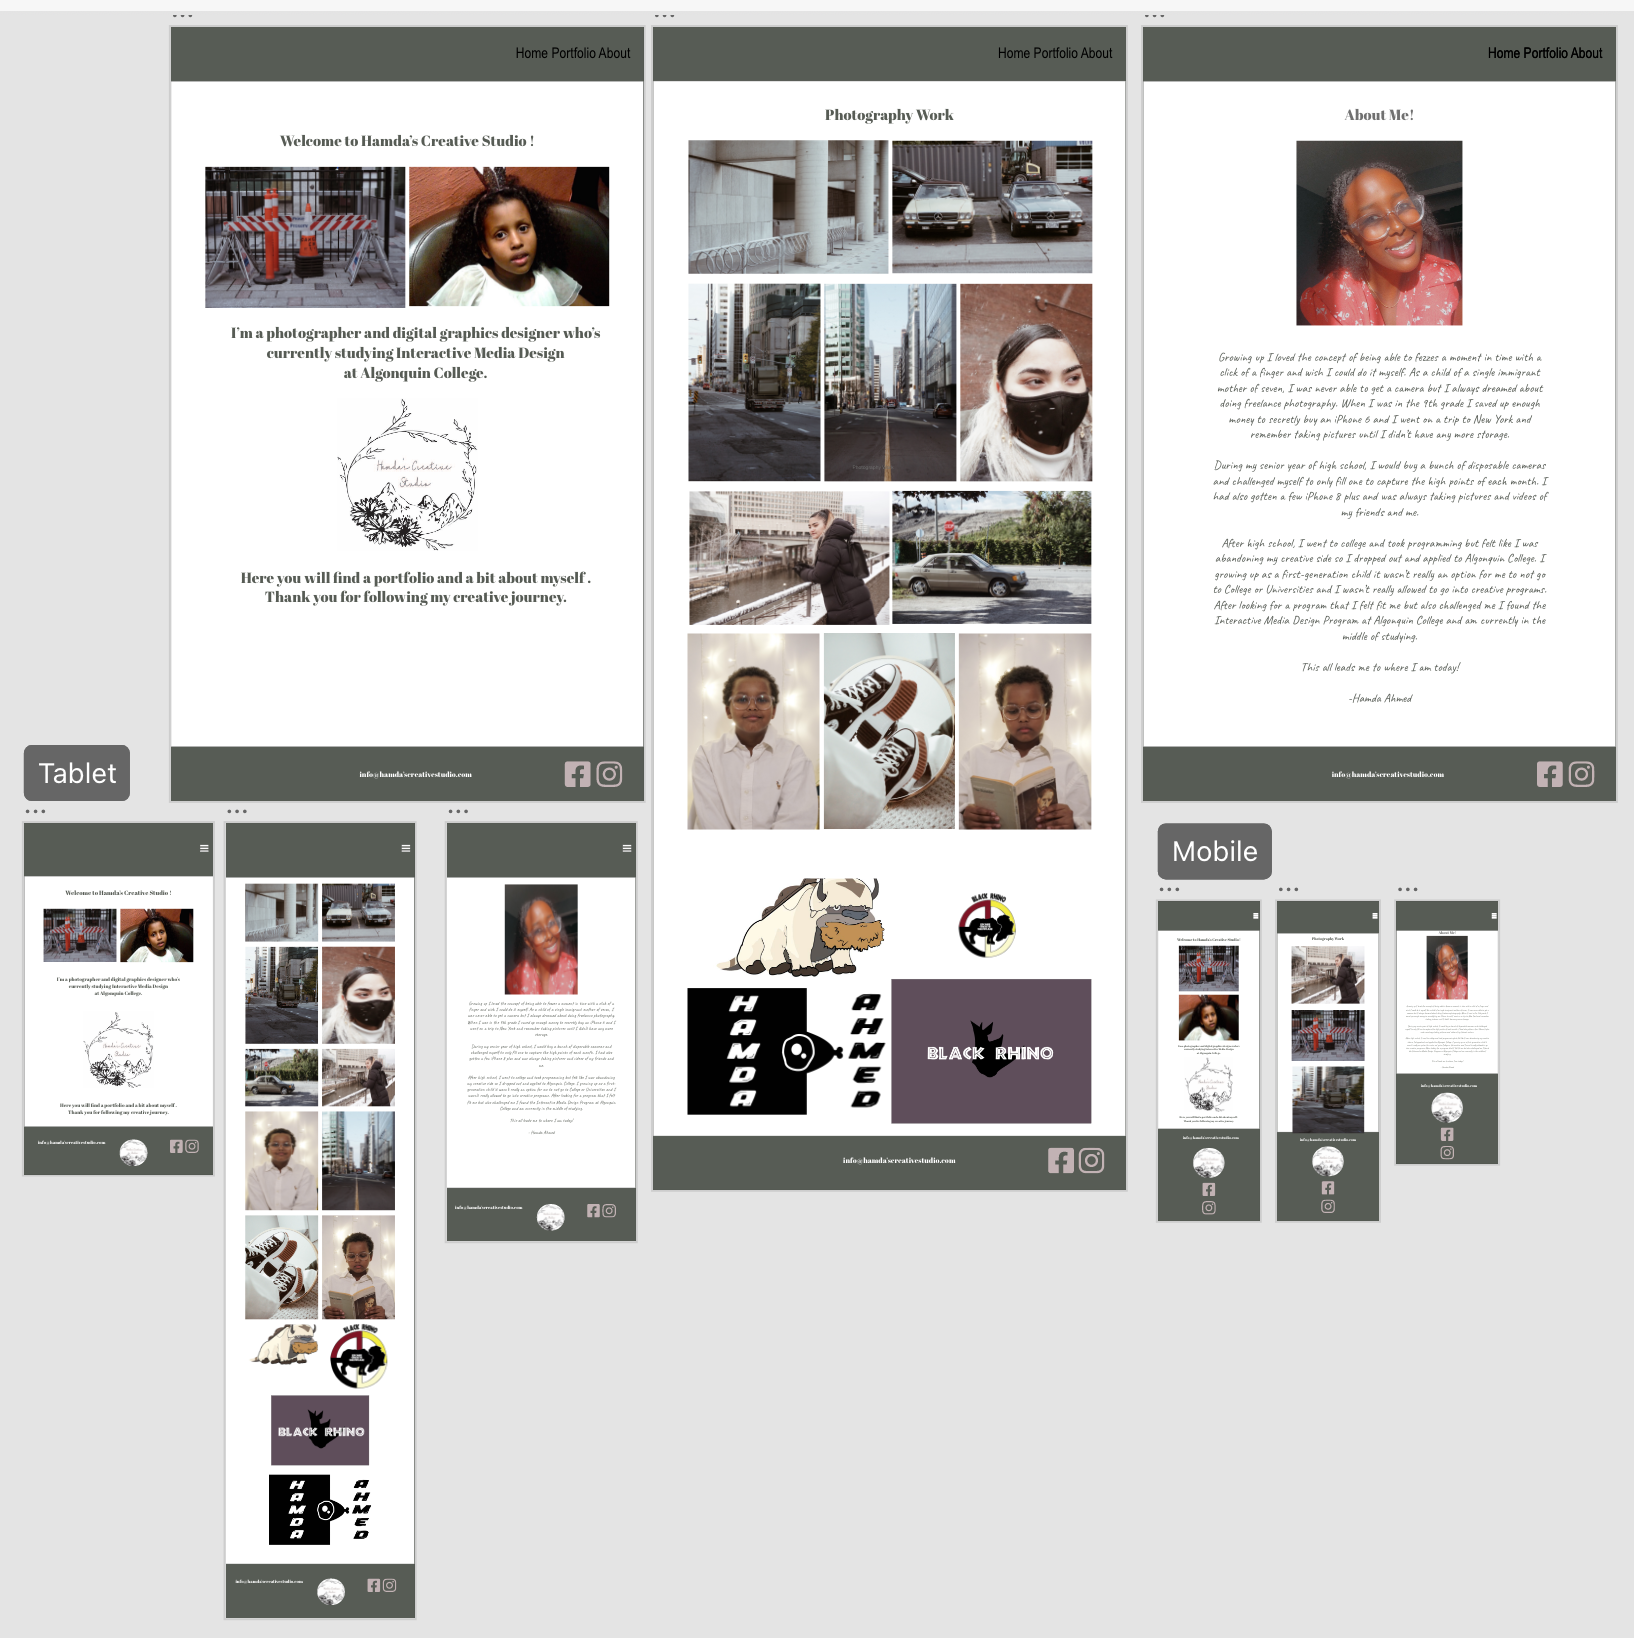 Home Portfolio About
Welcome to Hamda's Creative Studio !
I'm a photographer and digital graphics designer who's
currently studying Interactive Media Design
at Algonquin College.
Hamda's Creative
Studio
Here you will find a portfolio and a bit about myself .
Thank you for following my creative journey.
info@hamda'screativestudio.com
Home Portfolio About
Photography Work
BLACK RHINO
HAMDA
AHMED
BLACK RHINO
info@hamda'screativestudio.com
Home Portfolio About
About Me!
Growing up I loved the concept of being able to fezzes a moment in time with a
click of a finger and wish I could do it myself. As a child of a single immigrant
mother of seven, I was never able to get a camera but I always dreamed about
doing freelance photography. When I was in the 9th grade I saved up enough
money to secretly buy an iPhone 6 and I went on a trip to New York and
remember taking pictures until I didn't have any more storage.
During my senior year of high school, I would buy a bunch of disposable cameras
and challenged myself to only fill one to capture the high points of each month. I
had also gotten a few iPhone 8 plus and was always taking pictures and videos of
my friends and me.
After high school, I went to college and took programming but felt like I was
abandoning my creative side so I dropped out and applied to Algonquin College. I
growing up as a first-generation child it wasn't really an option for me to not go
to College or Universities and I wasn't really allowed to go into creative programs.
After looking for a program that I felt fit me but also challenged me I found the
Interactive Media Design Program at Algonquin College and am currently in the
middle of studying.
This all leads me to where I am today!
-Hamda Ahmed
info@hamda'screativestudio.com
Tablet
Welcome to Hamda's Creative Studio !
I'm a photographer and digital graphics designer who's
currently studying Interactive Media Design
at Algonquin College.
Hamda's Creative
Studio
Here you will find a portfolio and a bit about myself .
Thank you for following my creative journey.
info@hamda'screativestudio.com
BLACK RHINO
BLACK RHINO
HAMDA
AHMED
info@hamda'screativestudio.com
This all leads me to where I am today!
-Hamda Ahmed
info@hamda'screativestudio.com
Mobile
Welcome to Hamda's Creative Studio !
info@hamda'screativestudio.com
Photography Work
info@hamda'screativestudio.com
About Me!
info@hamda'screativestudio.com